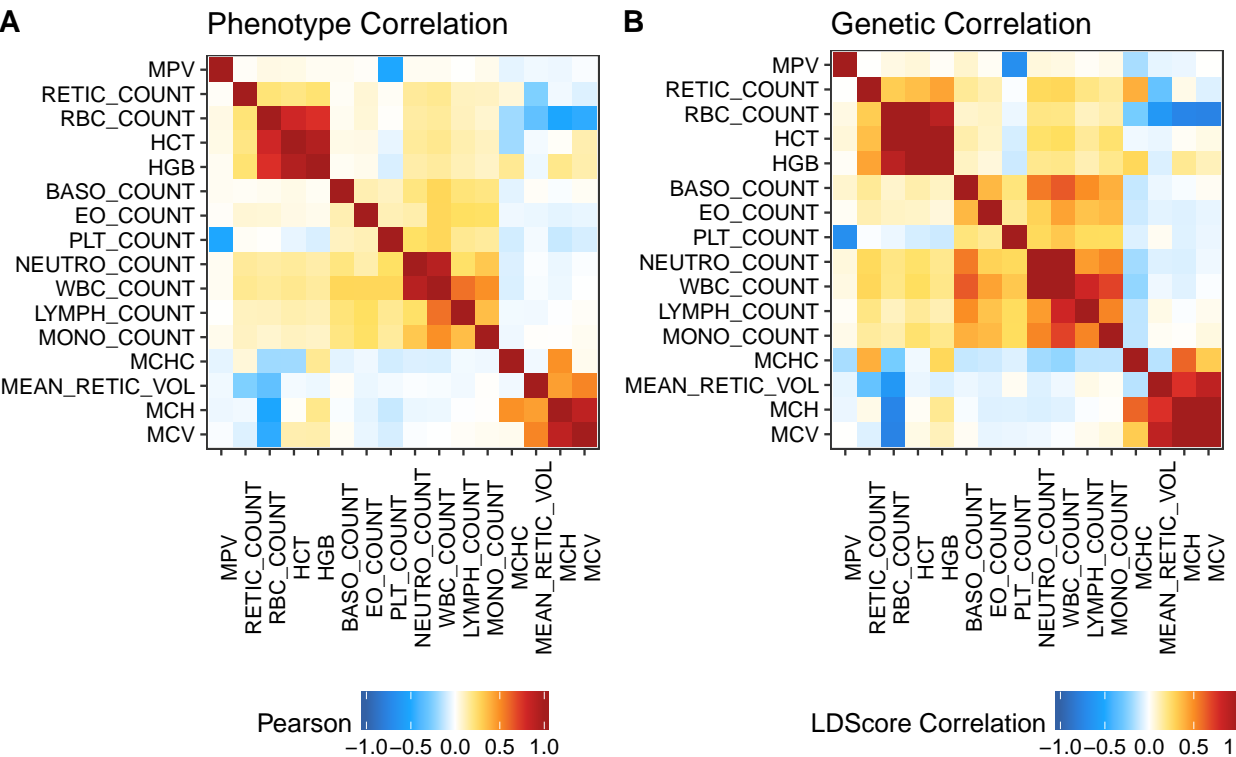 A
Phenotype Correlation
MPV
RETIC_COUNT
RBC_COUNT
HCT
HGB
BASO_COUNT
EO_COUNT
PLT_COUNT
NEUTRO_COUNT
WBC_COUNT
LYMPH_COUNT
MONO_COUNT
MCHC
MEAN_RETIC_VOL
MCH
MCV
MPV
RETIC_COUNT
RBC_COUNT
HCT
HGB
BASO_COUNT
EO_COUNT
PLT_COUNT
NEUTRO_COUNT
WBC_COUNT
LYMPH_COUNT
MONO_COUNT
MCHC
MEAN_RETIC_VOL
MCH
MCV
Pearson
−1.0 −0.5 0.0 0.5 1.0
B
Genetic Correlation
MPV
RETIC_COUNT
RBC_COUNT
HCT
HGB
BASO_COUNT
EO_COUNT
PLT_COUNT
NEUTRO_COUNT
WBC_COUNT
LYMPH_COUNT
MONO_COUNT
MCHC
MEAN_RETIC_VOL
MCH
MCV
MPV
RETIC_COUNT
RBC_COUNT
HCT
HGB
BASO_COUNT
EO_COUNT
PLT_COUNT
NEUTRO_COUNT
WBC_COUNT
LYMPH_COUNT
MONO_COUNT
MCHC
MEAN_RETIC_VOL
MCH
MCV
LDScore Correlation
−1.0 −0.5 0.0 0.5 1